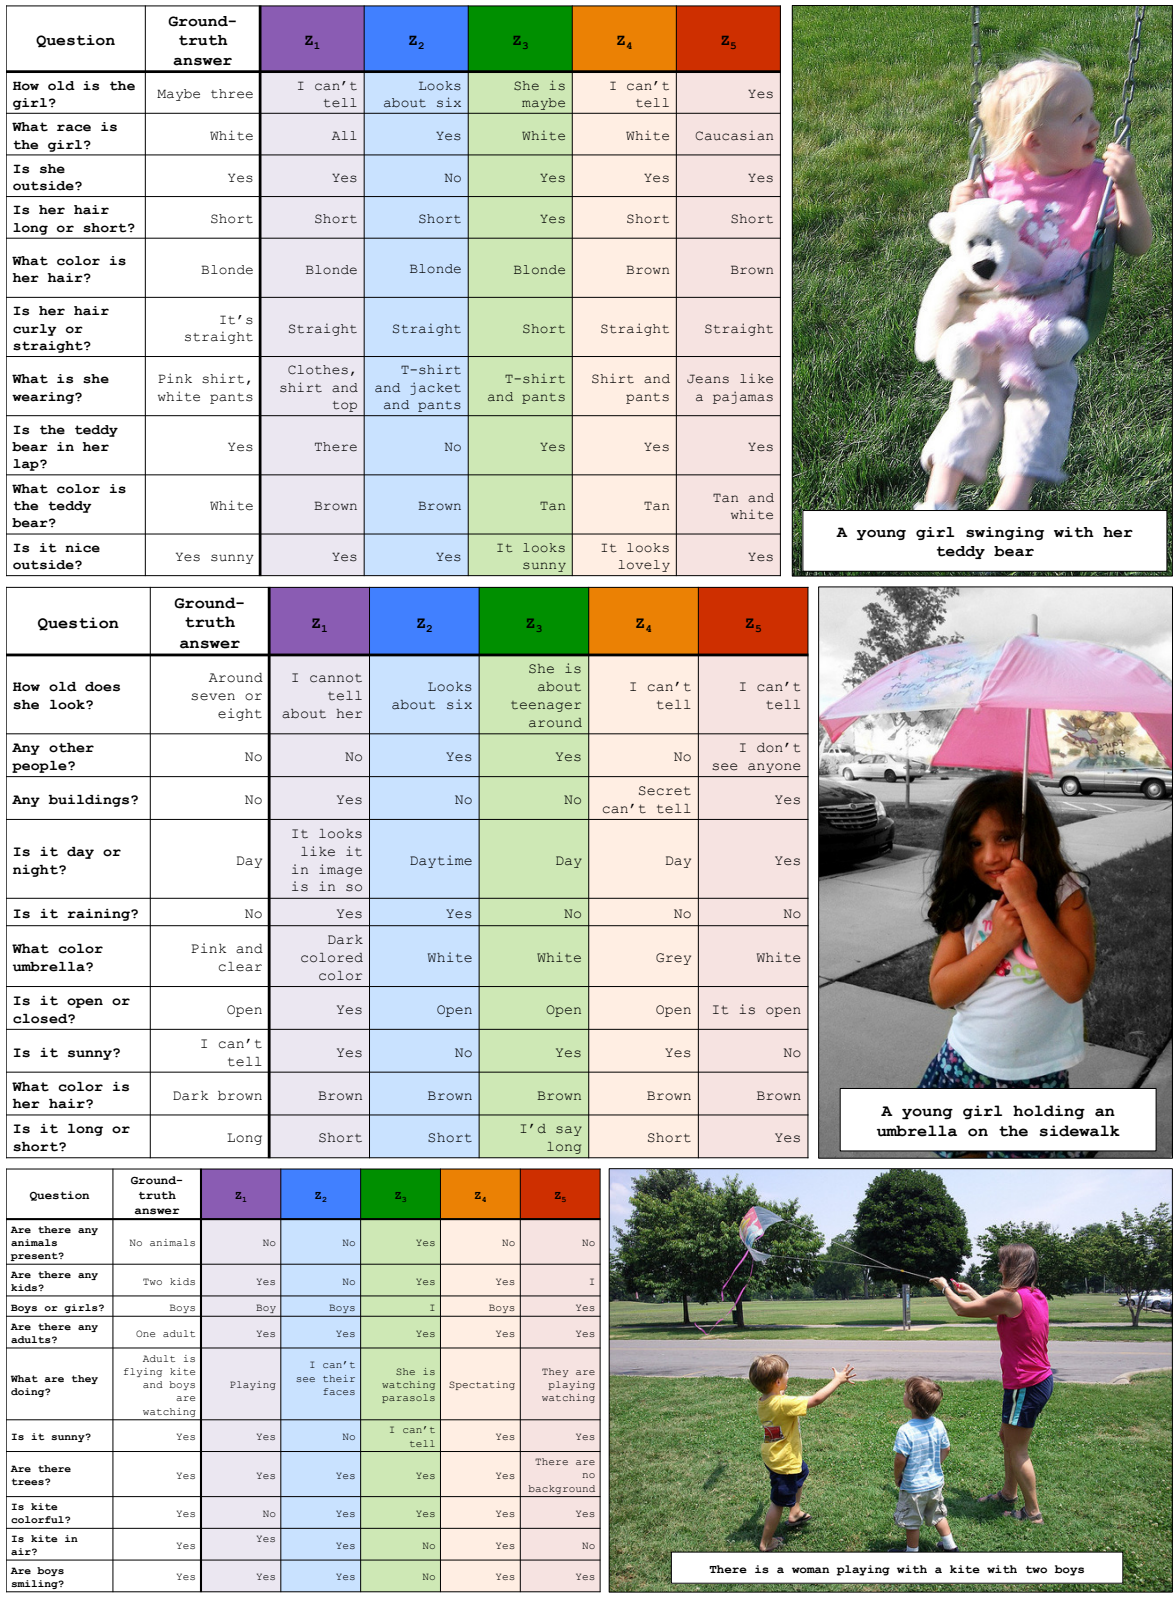 Question Ground-truth answer Z1 Z2 Z3 Z4 Z5
How old is the girl? Maybe three I can't tell Looks about six She is maybe I can't tell Yes
What race is the girl? White All Yes White White Caucasian
Is she outside? Yes Yes No Yes Yes Yes
Is her hair long or short? Short Short Short Yes Short Short
What color is her hair? Blonde Blonde Blonde Blonde Brown Brown
Is her hair curly or straight? It's straight Straight Straight Short Straight Straight
What is she wearing? Pink shirt, white pants Clothes, shirt and top T-shirt and jacket and pants T-shirt and pants Shirt and pants Jeans like a pajamas
Is the teddy bear in her lap? Yes There No Yes Yes Yes
What color is the teddy bear? White Brown Brown Tan Tan Tan and white
Is it nice outside? Yes sunny Yes Yes It looks sunny It looks lovely Yes
A young girl swinging with her
teddy bear
Question Ground-truth answer Z1 Z2 Z3 Z4 Z5
How old does she look? Around seven or eight I cannot tell about her Looks about six She is about teenager around I can't tell I can't tell
Any other people? No No Yes Yes No I don't see anyone
Any buildings? No Yes No No Secret can't tell Yes
Is it day or night? Day It looks like it in image is in so Daytime Day Day Yes
Is it raining? No Yes Yes No No No
What color umbrella? Pink and clear Dark colored color White White Grey White
Is it open or closed? Open Yes Open Open Open It is open
Is it sunny? I can't tell Yes No Yes Yes No
What color is her hair? Dark brown Brown Brown Brown Brown Brown
Is it long or short? Long Short Short I'd say long Short Yes
A young girl holding an
umbrella on the sidewalk
Question Ground-truth answer Z1 Z2 Z3 Z4 Z5
Are there any animals present? No animals No No Yes No No
Are there any kids? Two kids Yes No Yes Yes I
Boys or girls? Boys Boy Boys I Boys Yes
Are there any adults? One adult Yes Yes Yes Yes Yes
What are they doing? Adult is flying kite and boys are watching Playing I can't see their faces She is watching parasols Spectating They are playing watching
Is it sunny? Yes Yes No I can't tell Yes Yes
Are there trees? Yes Yes Yes Yes Yes There are no background
Is kite colorful? Yes No Yes Yes Yes Yes
Is kite in air? Yes Yes Yes No Yes No
Are boys smiling? Yes Yes Yes No Yes Yes
There is a woman playing with a kite with two boys